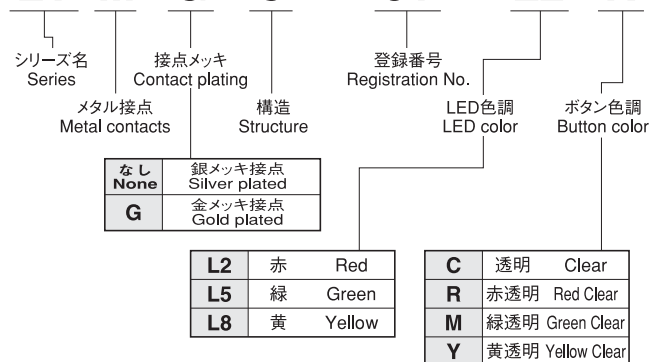 シリーズ名
Series
接点メッキ
Contact plating
登録番号
Registration No.
メタル接点
Metal contacts
構造
Structure
LED色調
LED color
ボタン色調
Button color
なし
None
銀メッキ接点
Silver plated
G
金メッキ接点
Gold plated
L2 赤 Red
L5 緑 Green
L8 黄 Yellow
C 透明 Clear
R 赤透明 Red Clear
M 緑透明 Green Clear
Y 黄透明 Yellow Clear